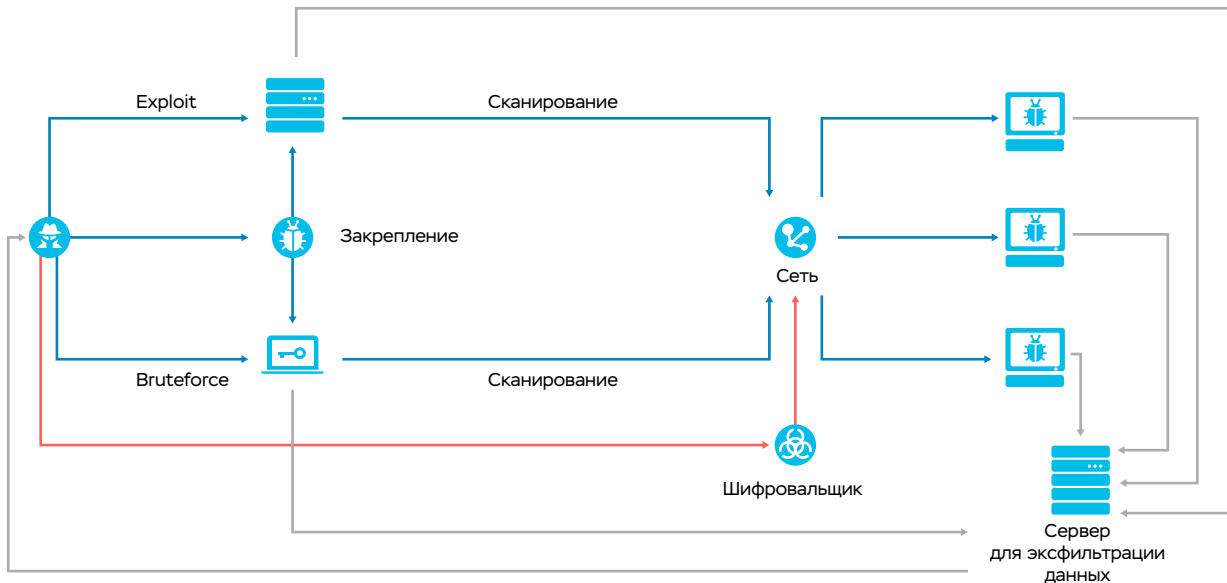 Exploit
Сканирование
Закрепление
Сеть
Bruteforce
Сканирование
Шифровальщик
Сервер
для эксфильтрации
данных